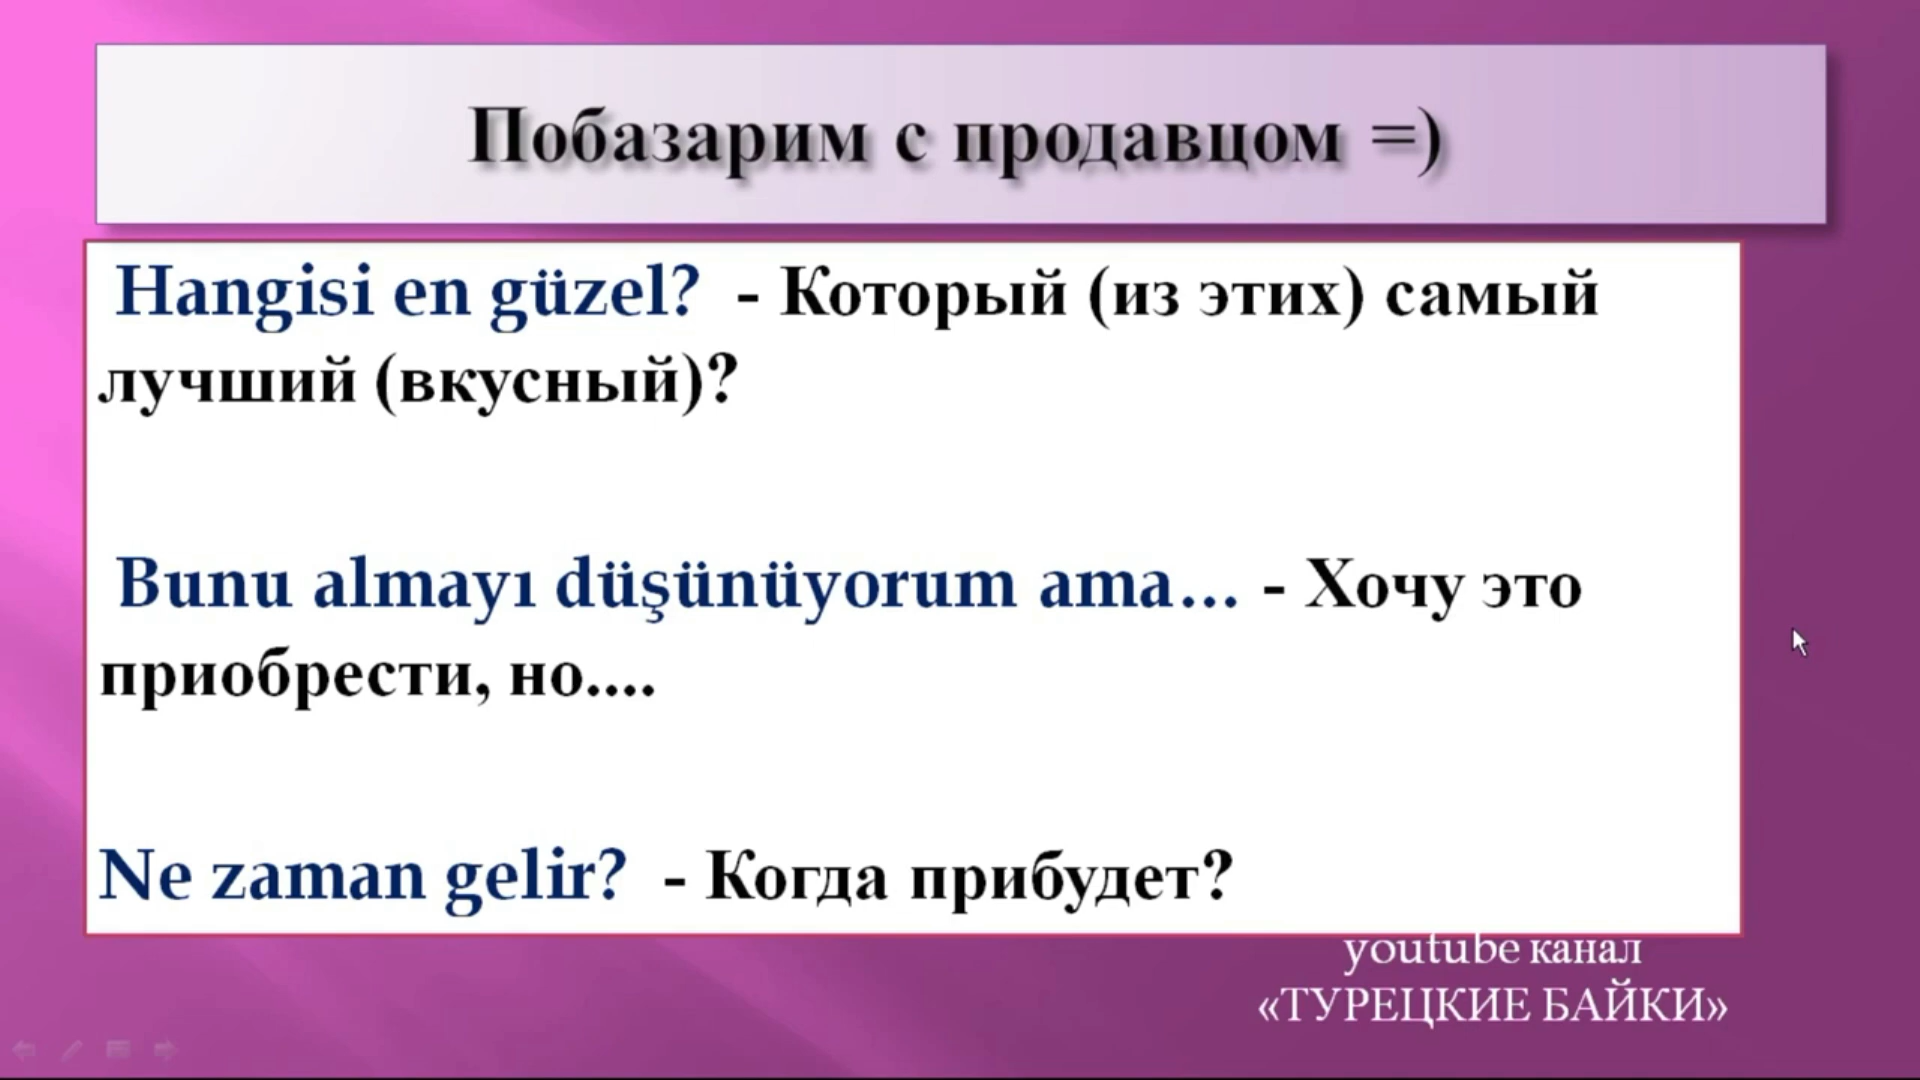 Побазарим с продавцом =)
Hangisi en güzel? - Который (из этих) самый
лучший (вкусный)?
Bunu almayı düşünüyorum ama... - Хочу это
приобрести, но....
Ne zaman gelir? - Когда прибудет?
youtube канал
«ТУРЕЦКИЕ БАЙКИ»